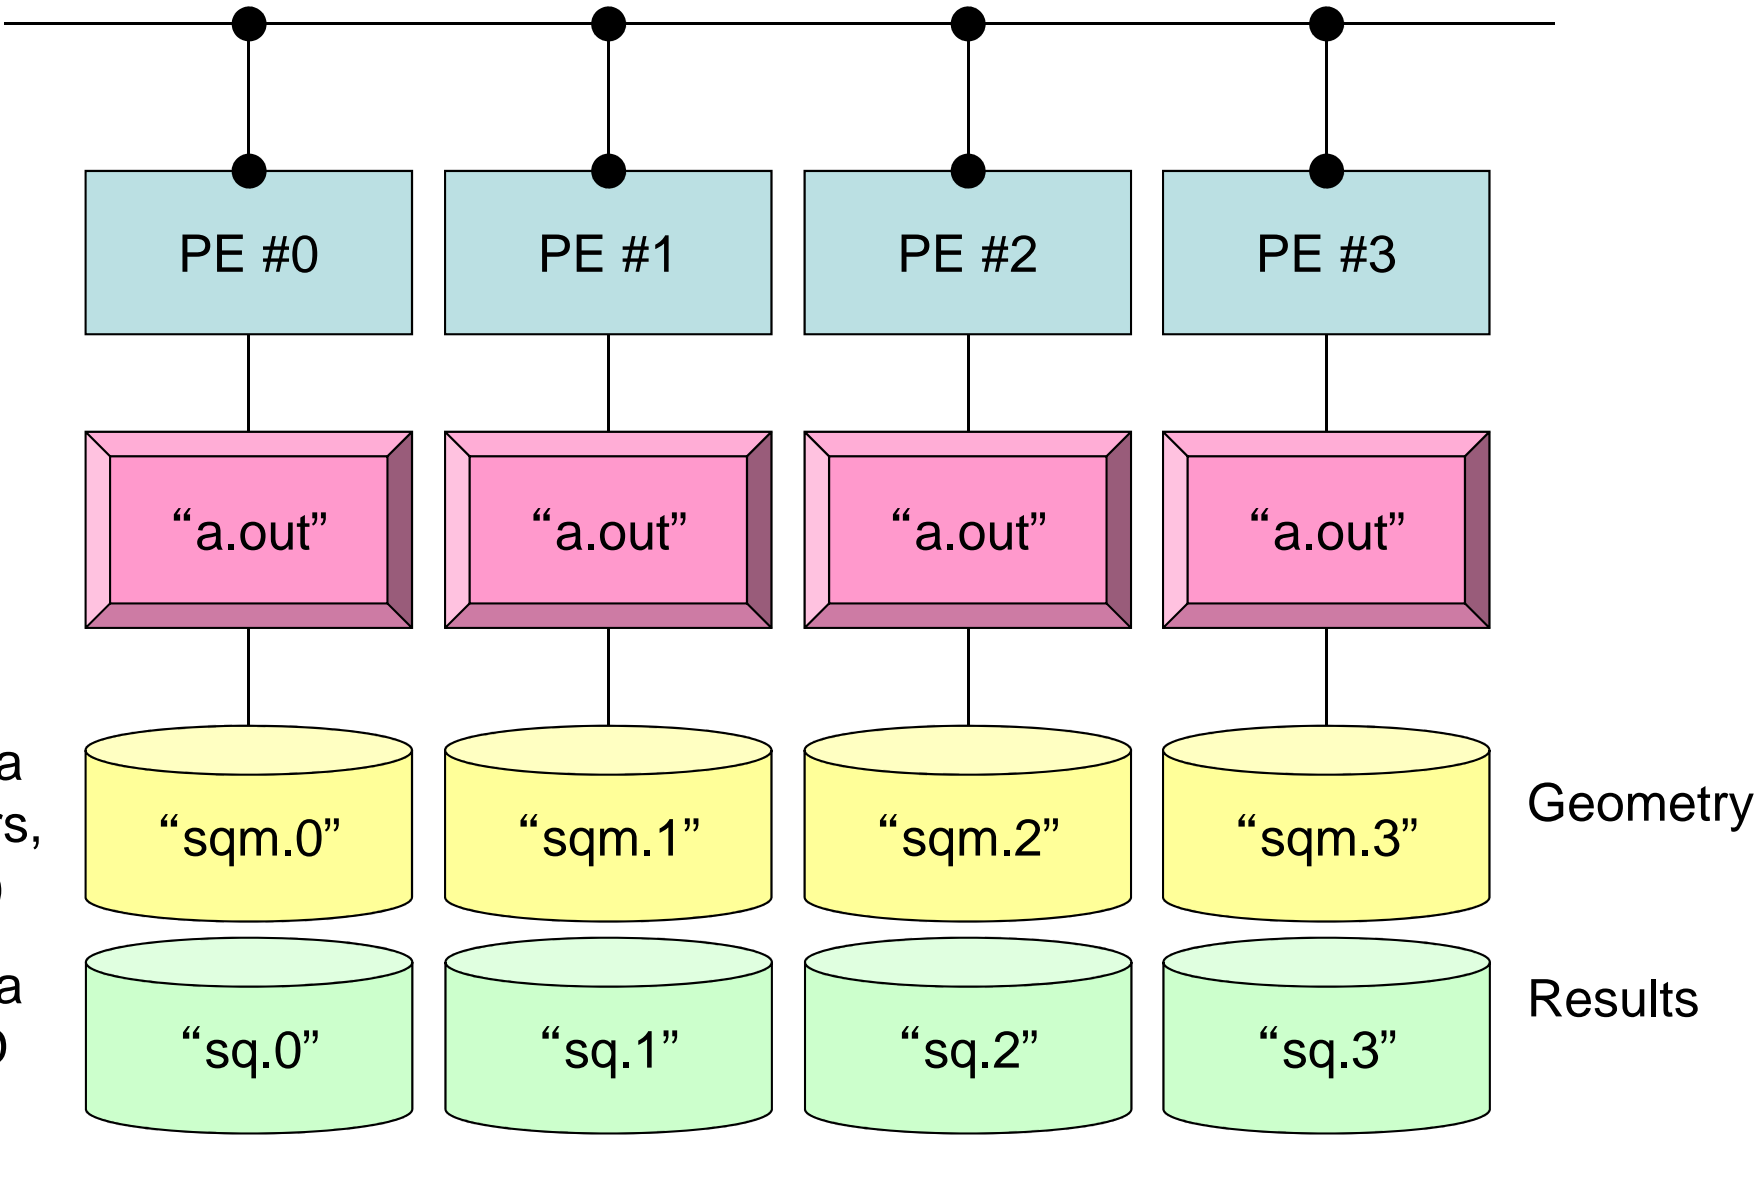 PE #0 PE #1 PE #2 PE #3
“a.out” “a.out” “a.out” “a.out”
“sqm.0” “sqm.1” “sqm.2” “sqm.3” Geometry
“sq.0” “sq.1” “sq.2” “sq.3” Results